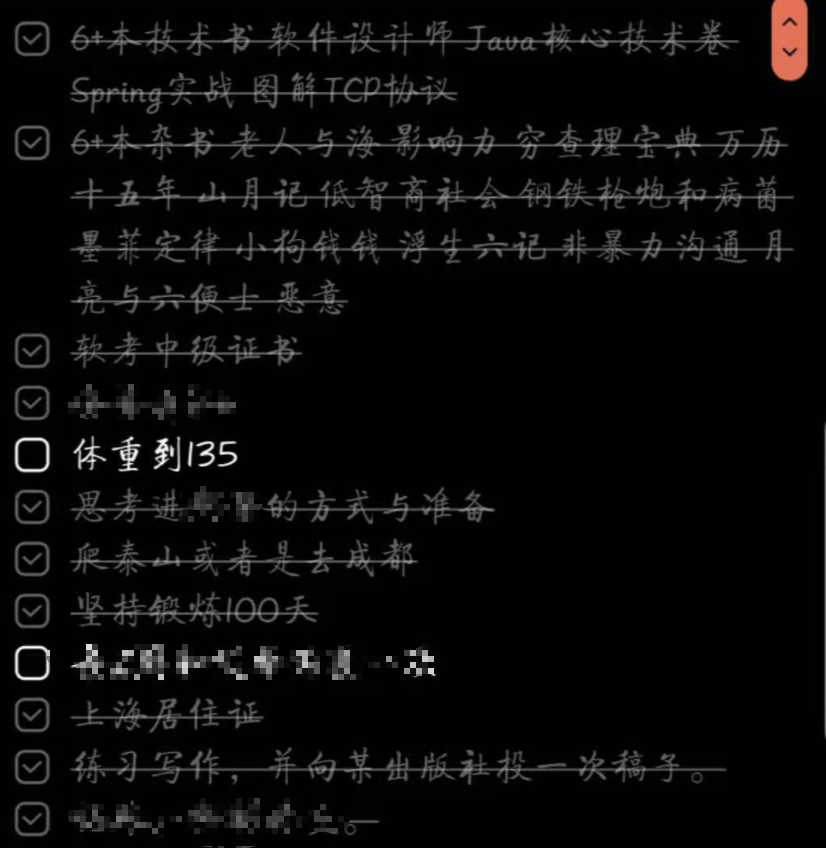 6+本技术书 软件设计师 Java核心技术卷
Spring实战 图解TCP协议
6+本杂书 老人与海 影响力 穷查理宝典 万历
十五年 山月记 低智商社会 钢铁枪炮和病菌
墨菲定律 小狗钱钱 浮生六记 非暴力沟通 月
亮与六便士 恶意
软考中级证书
体重到135
思考进的方式与准备
爬泰山或者是去成都
坚持锻炼100天
上海居住证
练习写作，并向某出版社投一次稿子。